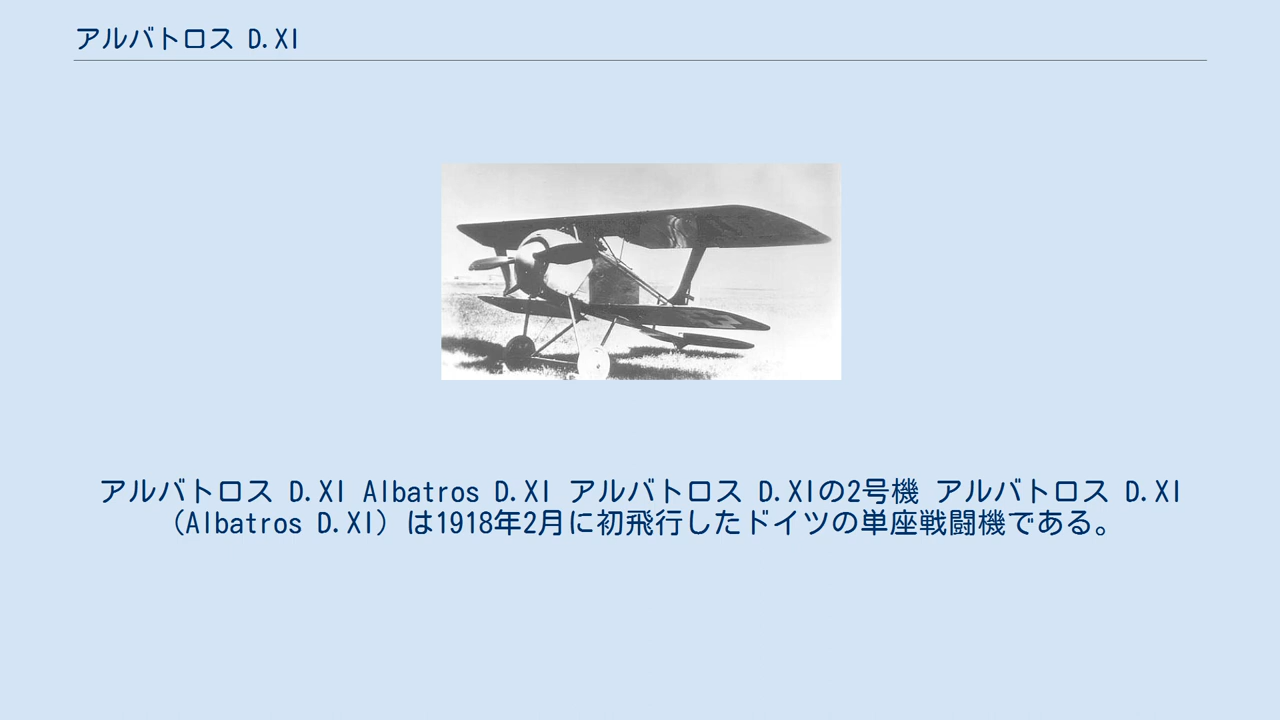 アルバトロス D.XI
アルバトロス D.XI Albatros D.XI アルバトロス D.XIの2号機 アルバトロス D.XI
（Albatros D.XI）は1918年2月に初飛行したドイツの単座戦闘機である。